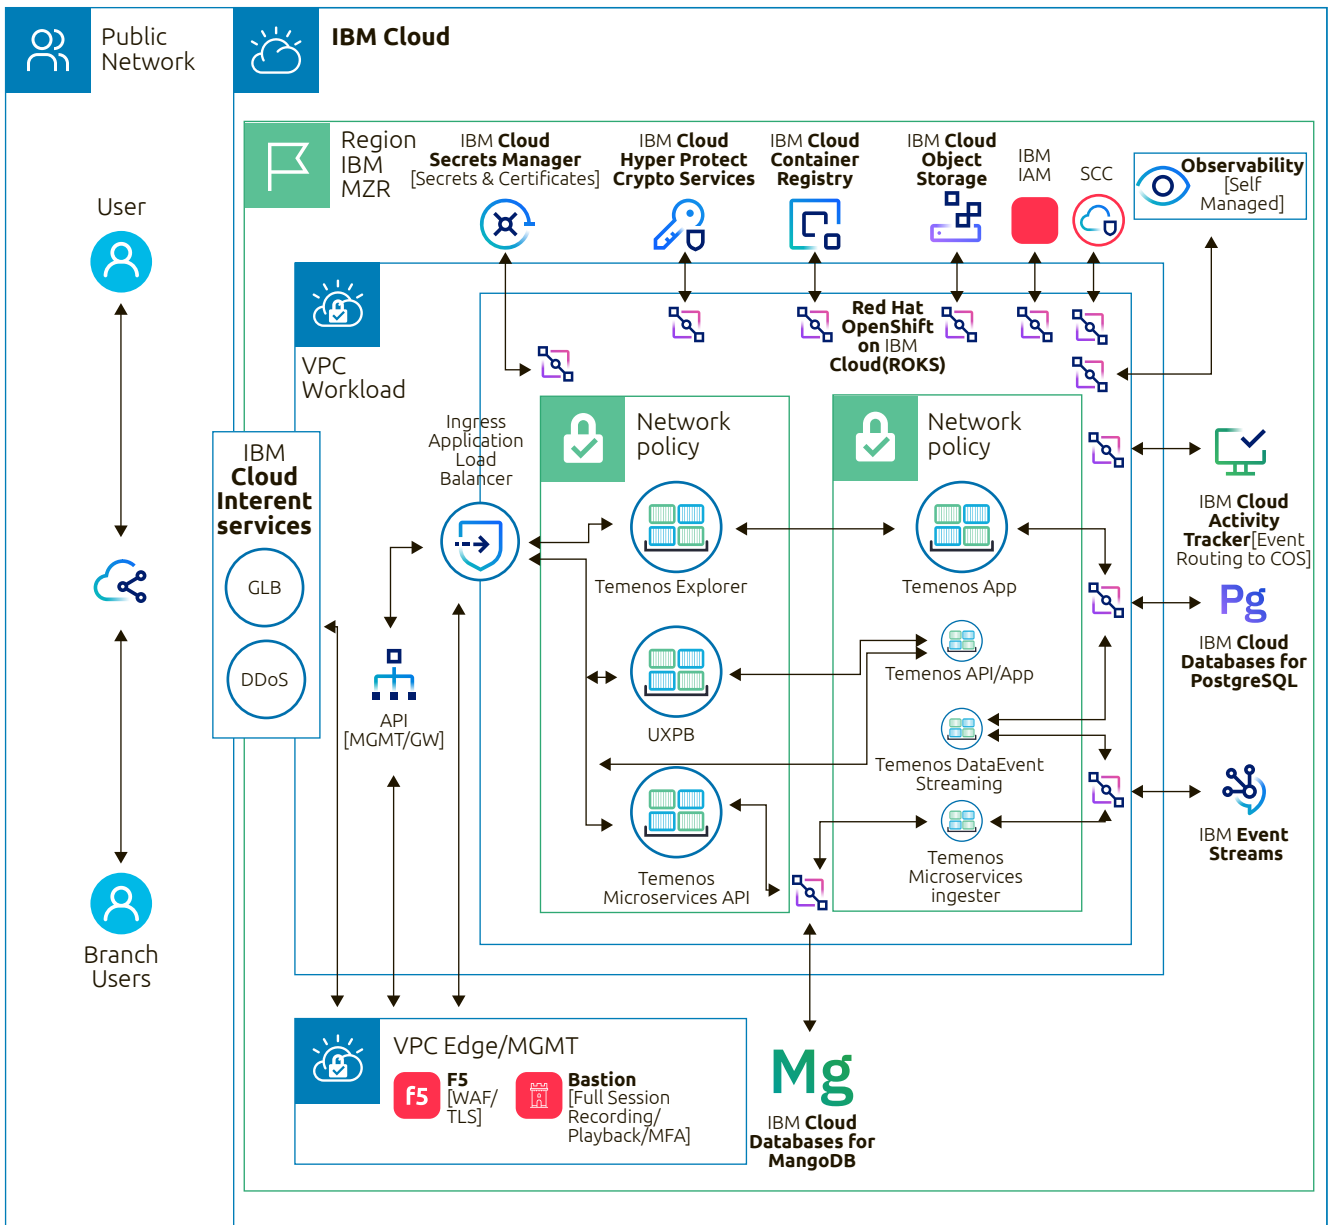 Public
Network
IBM Cloud
Region
IBM
MZR
IBM Cloud
Secrets Manager
[Secrets & Certificates]
IBM Cloud
Hyper Protect
Crypto Services
IBM Cloud
Container
Registry
IBM Cloud
Object
Storage
IBM
IAM
SCC
Observability
[Self
Managed]
User
Branch
Users
VPC
Workload
Red Hat
OpenShift
on IBM
Cloud(ROKS)
IBM
Cloud
Interent
services
GLB
DDoS
Ingress
Application
Load
Balancer
API
[MGMT/GW]
Network
policy
Temenos Explorer
UXPB
Temenos
Microservices API
Network
policy
Temenos App
Temenos API/App
Temenos DataEvent
Streaming
Temenos
Microservices
ingester
IBM Cloud
Activity
Tracker[Event
Routing to COS]
Pg
IBM Cloud
Databases for
PostgreSQL
IBM Event
Streams
VPC Edge/MGMT
f5
F5
[WAF/
TLS]
Bastion
[Full Session
Recording/
Playback/MFA]
Mg
IBM Cloud
Databases for
MangoDB